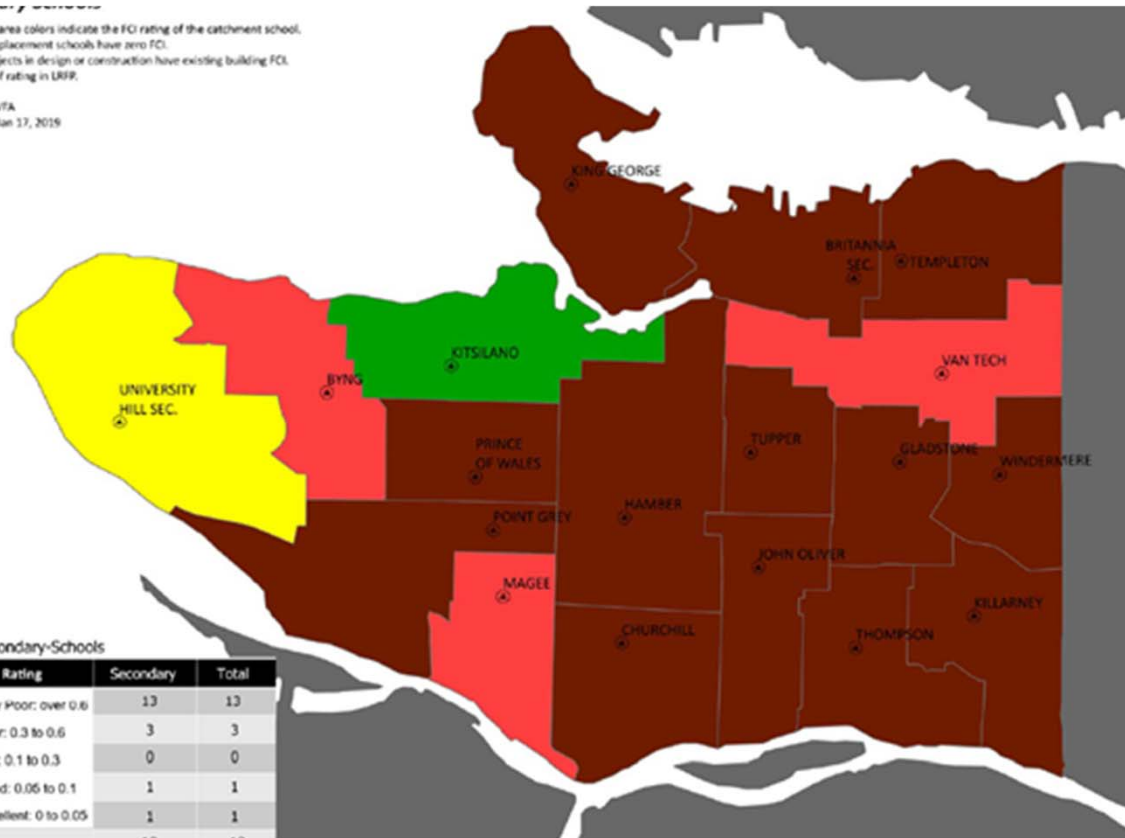 ary Schools
area colors indicate the FCI rating of the catchment school.
placement schools have zero FCI.
jects in design or construction have existing building FCI.
f rating in LRFP.
an 17, 2019
KING GEORGE
BRITANNIA
SEC.
TEMPLETON
KITSILANO
VAN TECH
BYNG
UNIVERSITY
HILL SEC.
PRINCE
OF WALES
TUPPER
GLADSTONE
WINDERMERE
HAMBER
POINT GREY
JOHN OLIVER
MAGEE
KILLARNEY
CHURCHILL
THOMPSON
ondary-Schools
Rating Secondary Total
Poor: over 0.6 13 13
r: 0.3 to 0.6 3 3
: 0.1 to 0.3 0 0
d: 0.05 to 0.1 1 1
ellent: 0 to 0.05 1 1